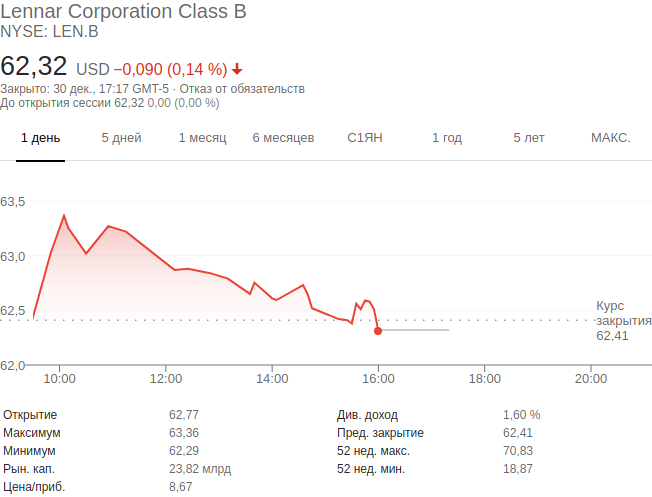 Lennar Corporation Class B
NYSE: LEN.B
62,32 USD −0,090 (0,14 %)
Закрыто: 30 дек., 17:17 GMT-5 · Отказ от обязательств
До открытия сессии 62,32 0,00 (0,00 %)
1 день 5 дней 1 месяц 6 месяцев С1ЯН 1 год 5 лет МАКС.
63,5
63,0
62,5
Курс
закрытия
62,41
62,0
10:00 12:00 14:00 16:00 18:00 20:00
Открытие 62,77 Див. доход 1,60 %
Максимум 63,36 Пред. закрытие 62,41
Минимум 62,29 52 нед. макс. 70,83
Рын. кап. 23,82 млрд 52 нед. мин. 18,87
Цена/приб. 8,67